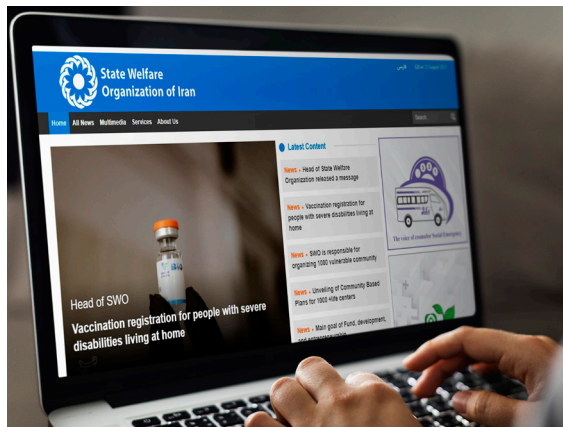 State Welfare
Organization of Iran
فارسی
Home All News Multimedia Services About Us
Search
Head of SWO
Vaccination registration for people with severe
disabilities living at home
Latest Content
News - Head of State Welfare
Organization released a message
News - Vaccination registration for
people with severe disabilities living at
home
News - SWO is responsible for
organizing 1000 vulnerable community
News - Unveiling of Community Based
Plans for 1000 +life centers
News - Main goal of Fund, development,
The voice of counselor Social Emergency